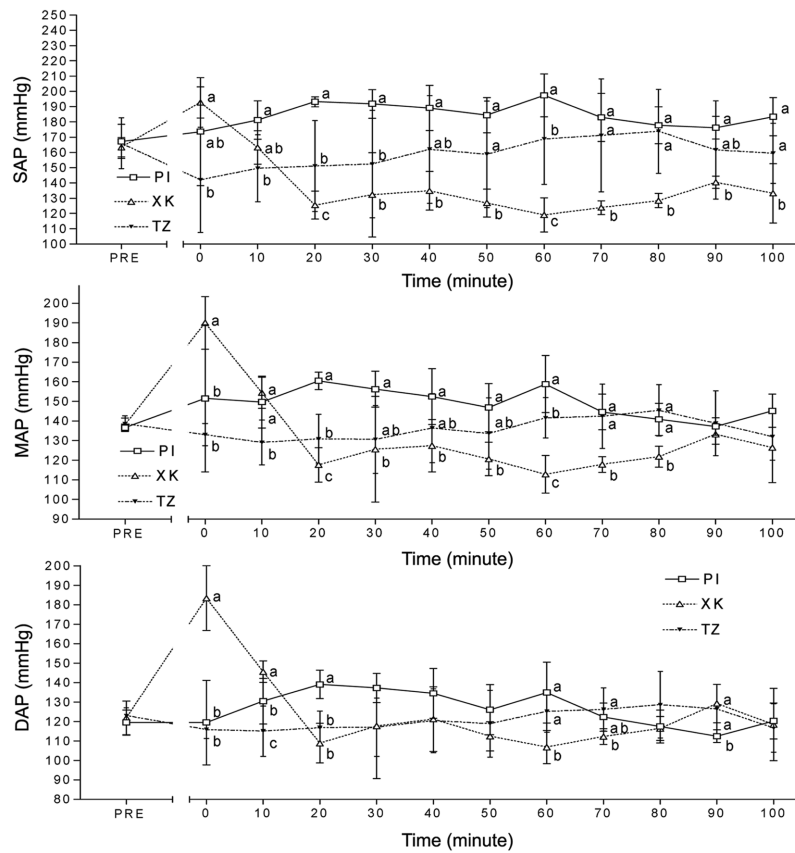 SAP (mmHg)
250
240
230
220
210
200
190
180
170
160
150
140
130
120
110
100
PI
XK
TZ
a ab b
a ab b
a b c
a b b
a ab b
a a b
a b c
a a b
a a b
a a b
a a b
PRE 0 10 20 30 40 50 60 70 80 90 100
Time (minute)
MAP (mmHg)
200
190
180
170
160
150
140
130
120
110
100
90
PI
XK
TZ
a b b
a a b
a b c
a ab b
a ab b
a ab b
a b c
a a b
a a b
PRE 0 10 20 30 40 50 60 70 80 90 100
Time (minute)
DAP (mmHg)
200
190
180
170
160
150
140
130
120
110
100
90
80
PI
XK
TZ
a b b
a b c
a b
a a b
a ab b
a b
PRE 0 10 20 30 40 50 60 70 80 90 100
Time (minute)